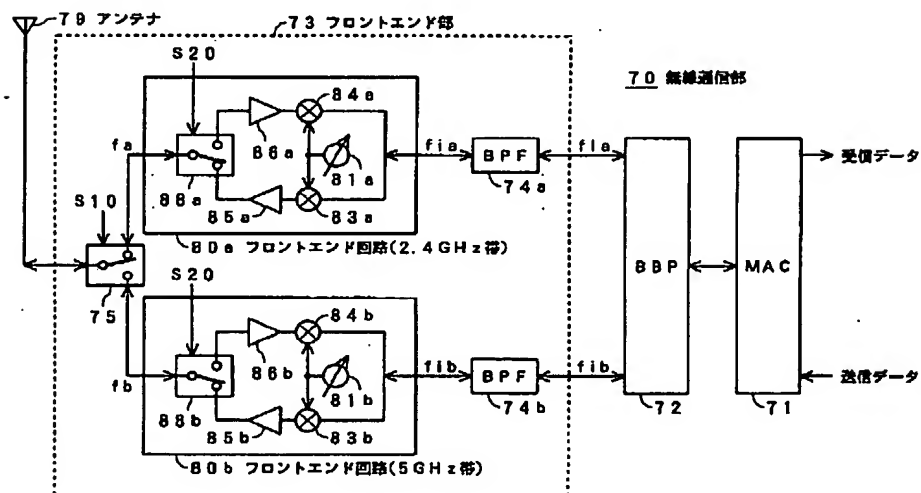 79 アンテナ
73 フロントエンド部
70 無線通信部
S20
84a
86a
81a
88a
85a
83a
fa
fia
BPF
74a
fia
80a フロントエンド回路(2.4GHz帯)
S10
75
S20
84b
86b
81b
88b
85b
83b
fb
fib
BPF
74b
fib
80b フロントエンド回路(5GHz帯)
BBP
72
MAC
71
受信データ
送信データ